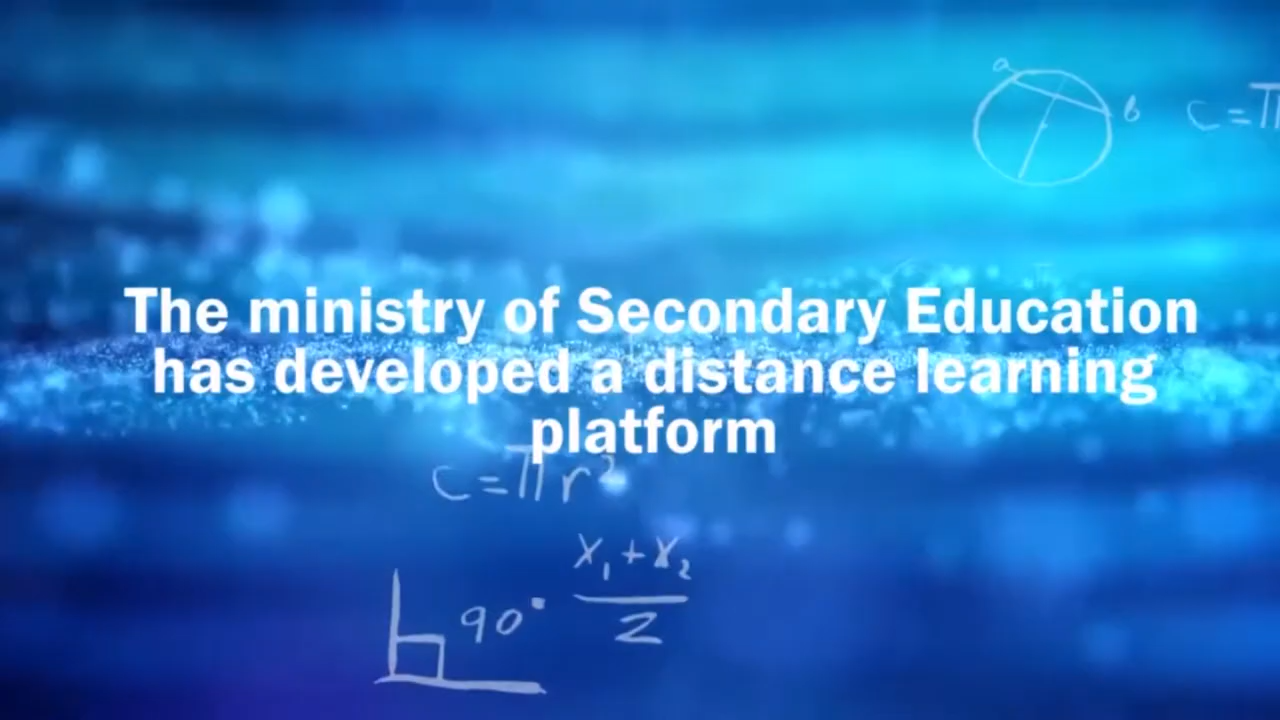 a
b
c=π
The ministry of Secondary Education
has developed a distance learning
platform
c=πr²
x₁+x₂
2
90°